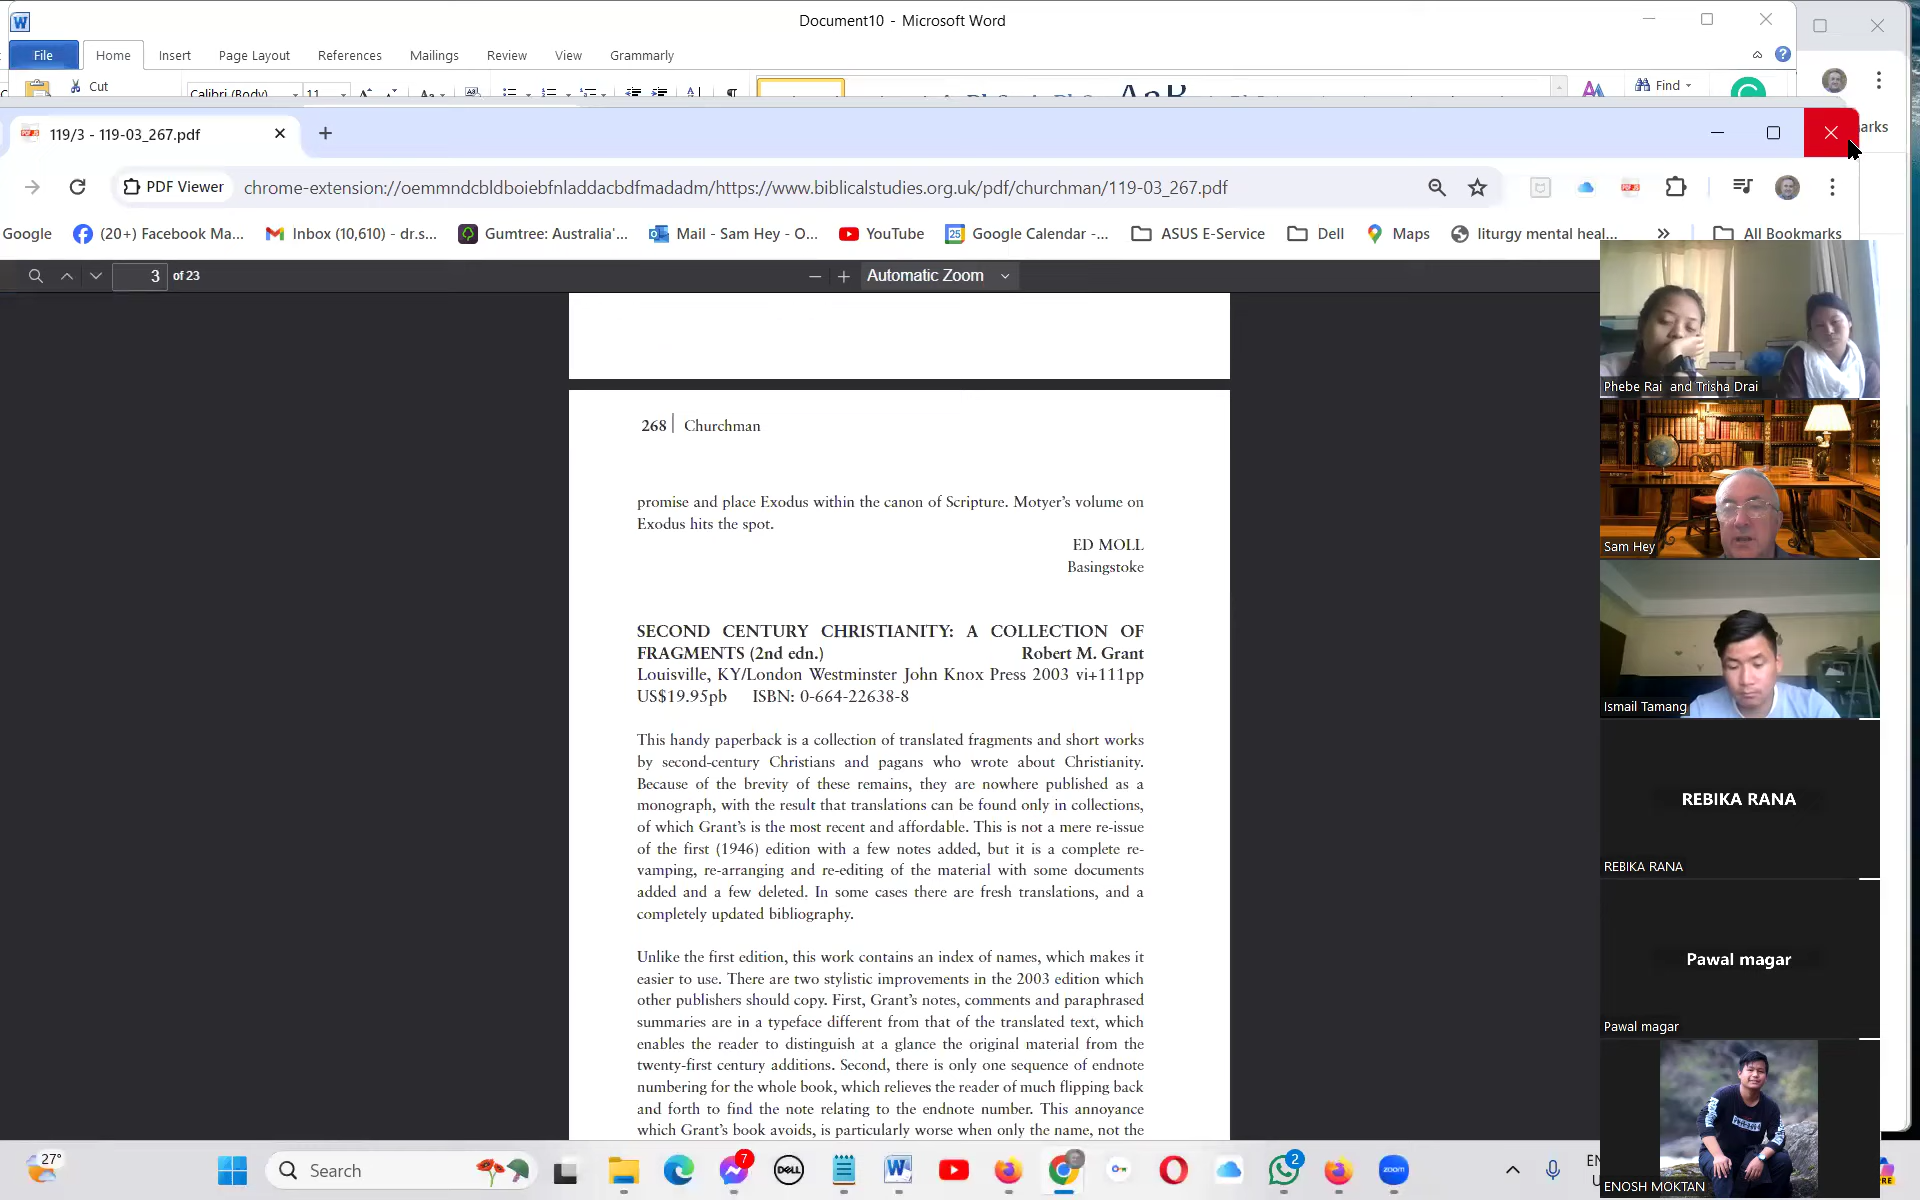 Document10 - Microsoft Word
File Home Insert Page Layout References Mailings Review View Grammarly
Cut
Calibri (Body) 11
Find
119/3 - 119-03_267.pdf
arks
PDF Viewer chrome-extension://oemmndcbldboiebfnladdacbdfmadadm/https://www.biblicalstudies.org.uk/pdf/churchman/119-03_267.pdf
Google (20+) Facebook Ma... Inbox (10,610) - dr.s... Gumtree: Australia'... Mail - Sam Hey - O... YouTube Google Calendar -... ASUS E-Service Dell Maps liturgy mental heal... » All Bookmarks
3 of 23 Automatic Zoom
268 Churchman
promise and place Exodus within the canon of Scripture. Motyer's volume on
Exodus hits the spot.
ED MOLL
Basingstoke
SECOND CENTURY CHRISTIANITY: A COLLECTION OF
FRAGMENTS (2nd edn.) Robert M. Grant
Louisville, KY/London Westminster John Knox Press 2003 vi+111pp
US$19.95pb ISBN: 0-664-22638-8
This handy paperback is a collection of translated fragments and short works
by second-century Christians and pagans who wrote about Christianity.
Because of the brevity of these remains, they are nowhere published as a
monograph, with the result that translations can be found only in collections,
of which Grant's is the most recent and affordable. This is not a mere re-issue
of the first (1946) edition with a few notes added, but it is a complete re-
vamping, re-arranging and re-editing of the material with some documents
added and a few deleted. In some cases there are fresh translations, and a
completely updated bibliography.
Unlike the first edition, this work contains an index of names, which makes it
easier to use. There are two stylistic improvements in the 2003 edition which
other publishers should copy. First, Grant's notes, comments and paraphrased
summaries are in a typeface different from that of the translated text, which
enables the reader to distinguish at a glance the original material from the
twenty-first century additions. Second, there is only one sequence of endnote
numbering for the whole book, which relieves the reader of much flipping back
and forth to find the note relating to the endnote number. This annoyance
which Grant's book avoids, is particularly worse when only the name, not the
Phebe Rai and Trisha Drai
Sam Hey
Ismail Tamang
REBIKA RANA
REBIKA RANA
Pawal magar
Pawal magar
ENOSH MOKTAN
27°
Search
7
DELL
2
zoom